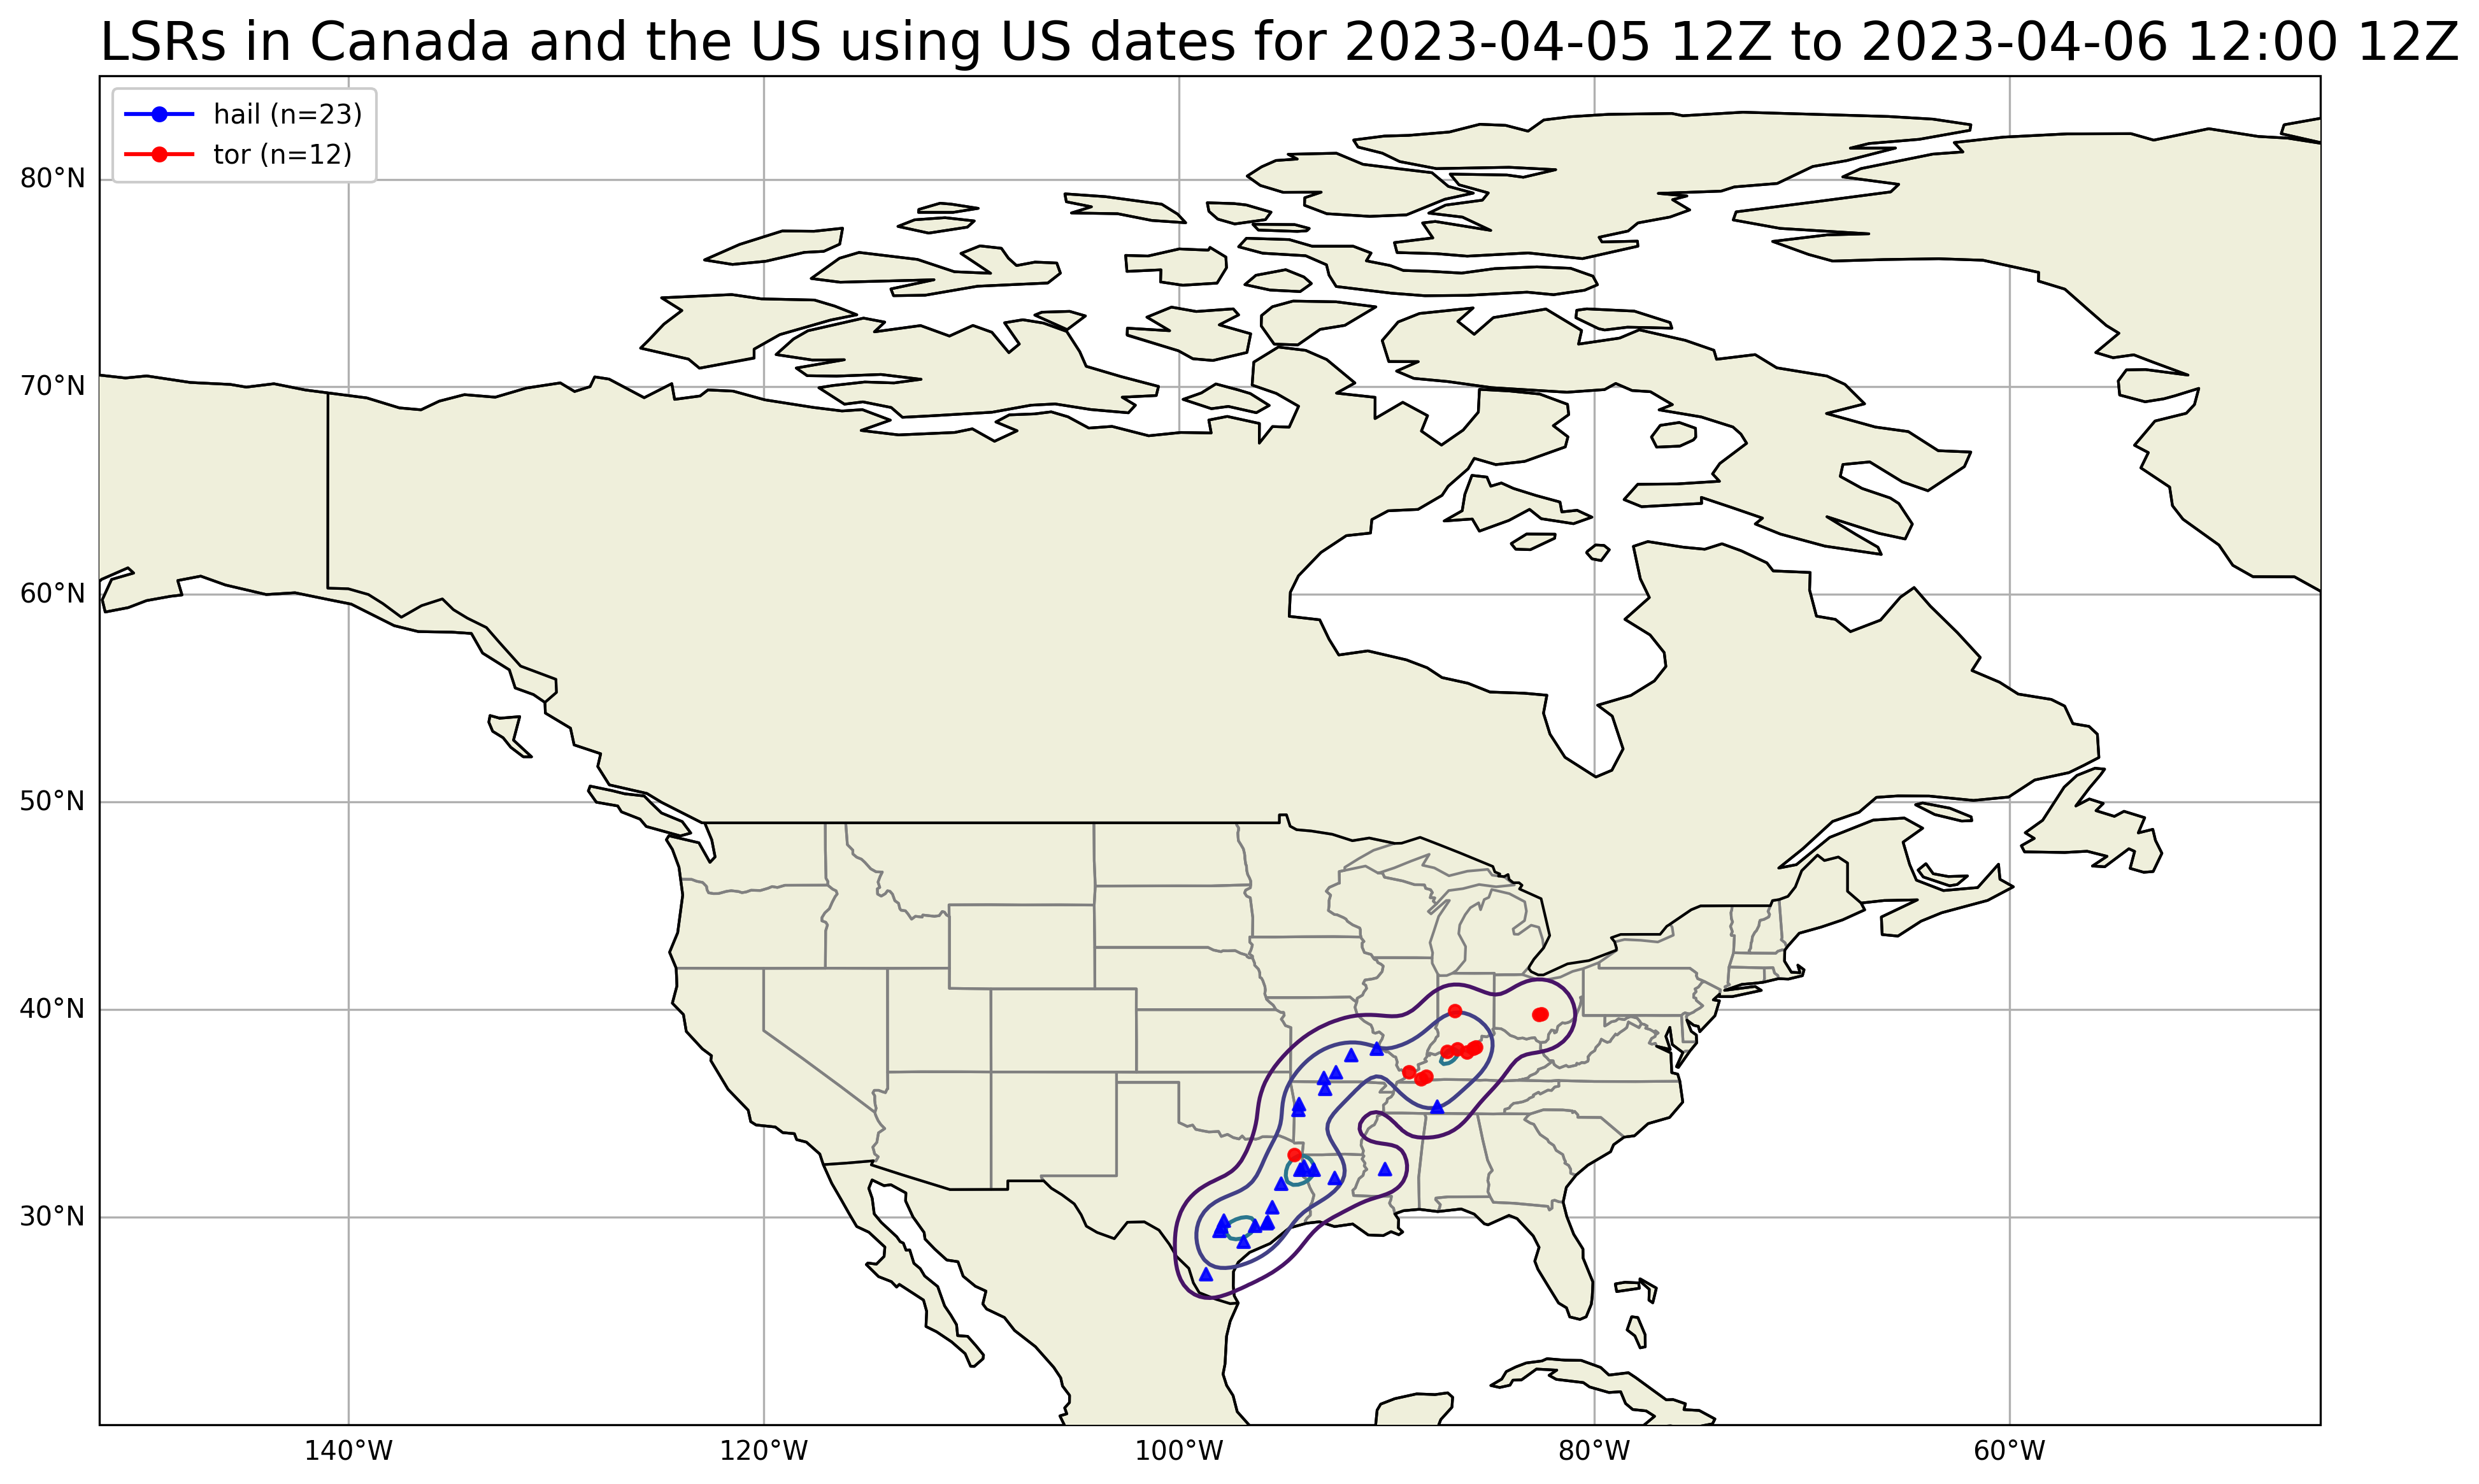 LSRs in Canada and the US using US dates for 2023-04-05 12Z to 2023-04-06 12:00 12Z
hail (n=23)
tor (n=12)
80°N
70°N
60°N
50°N
40°N
30°N
140°W
120°W
100°W
80°W
60°W